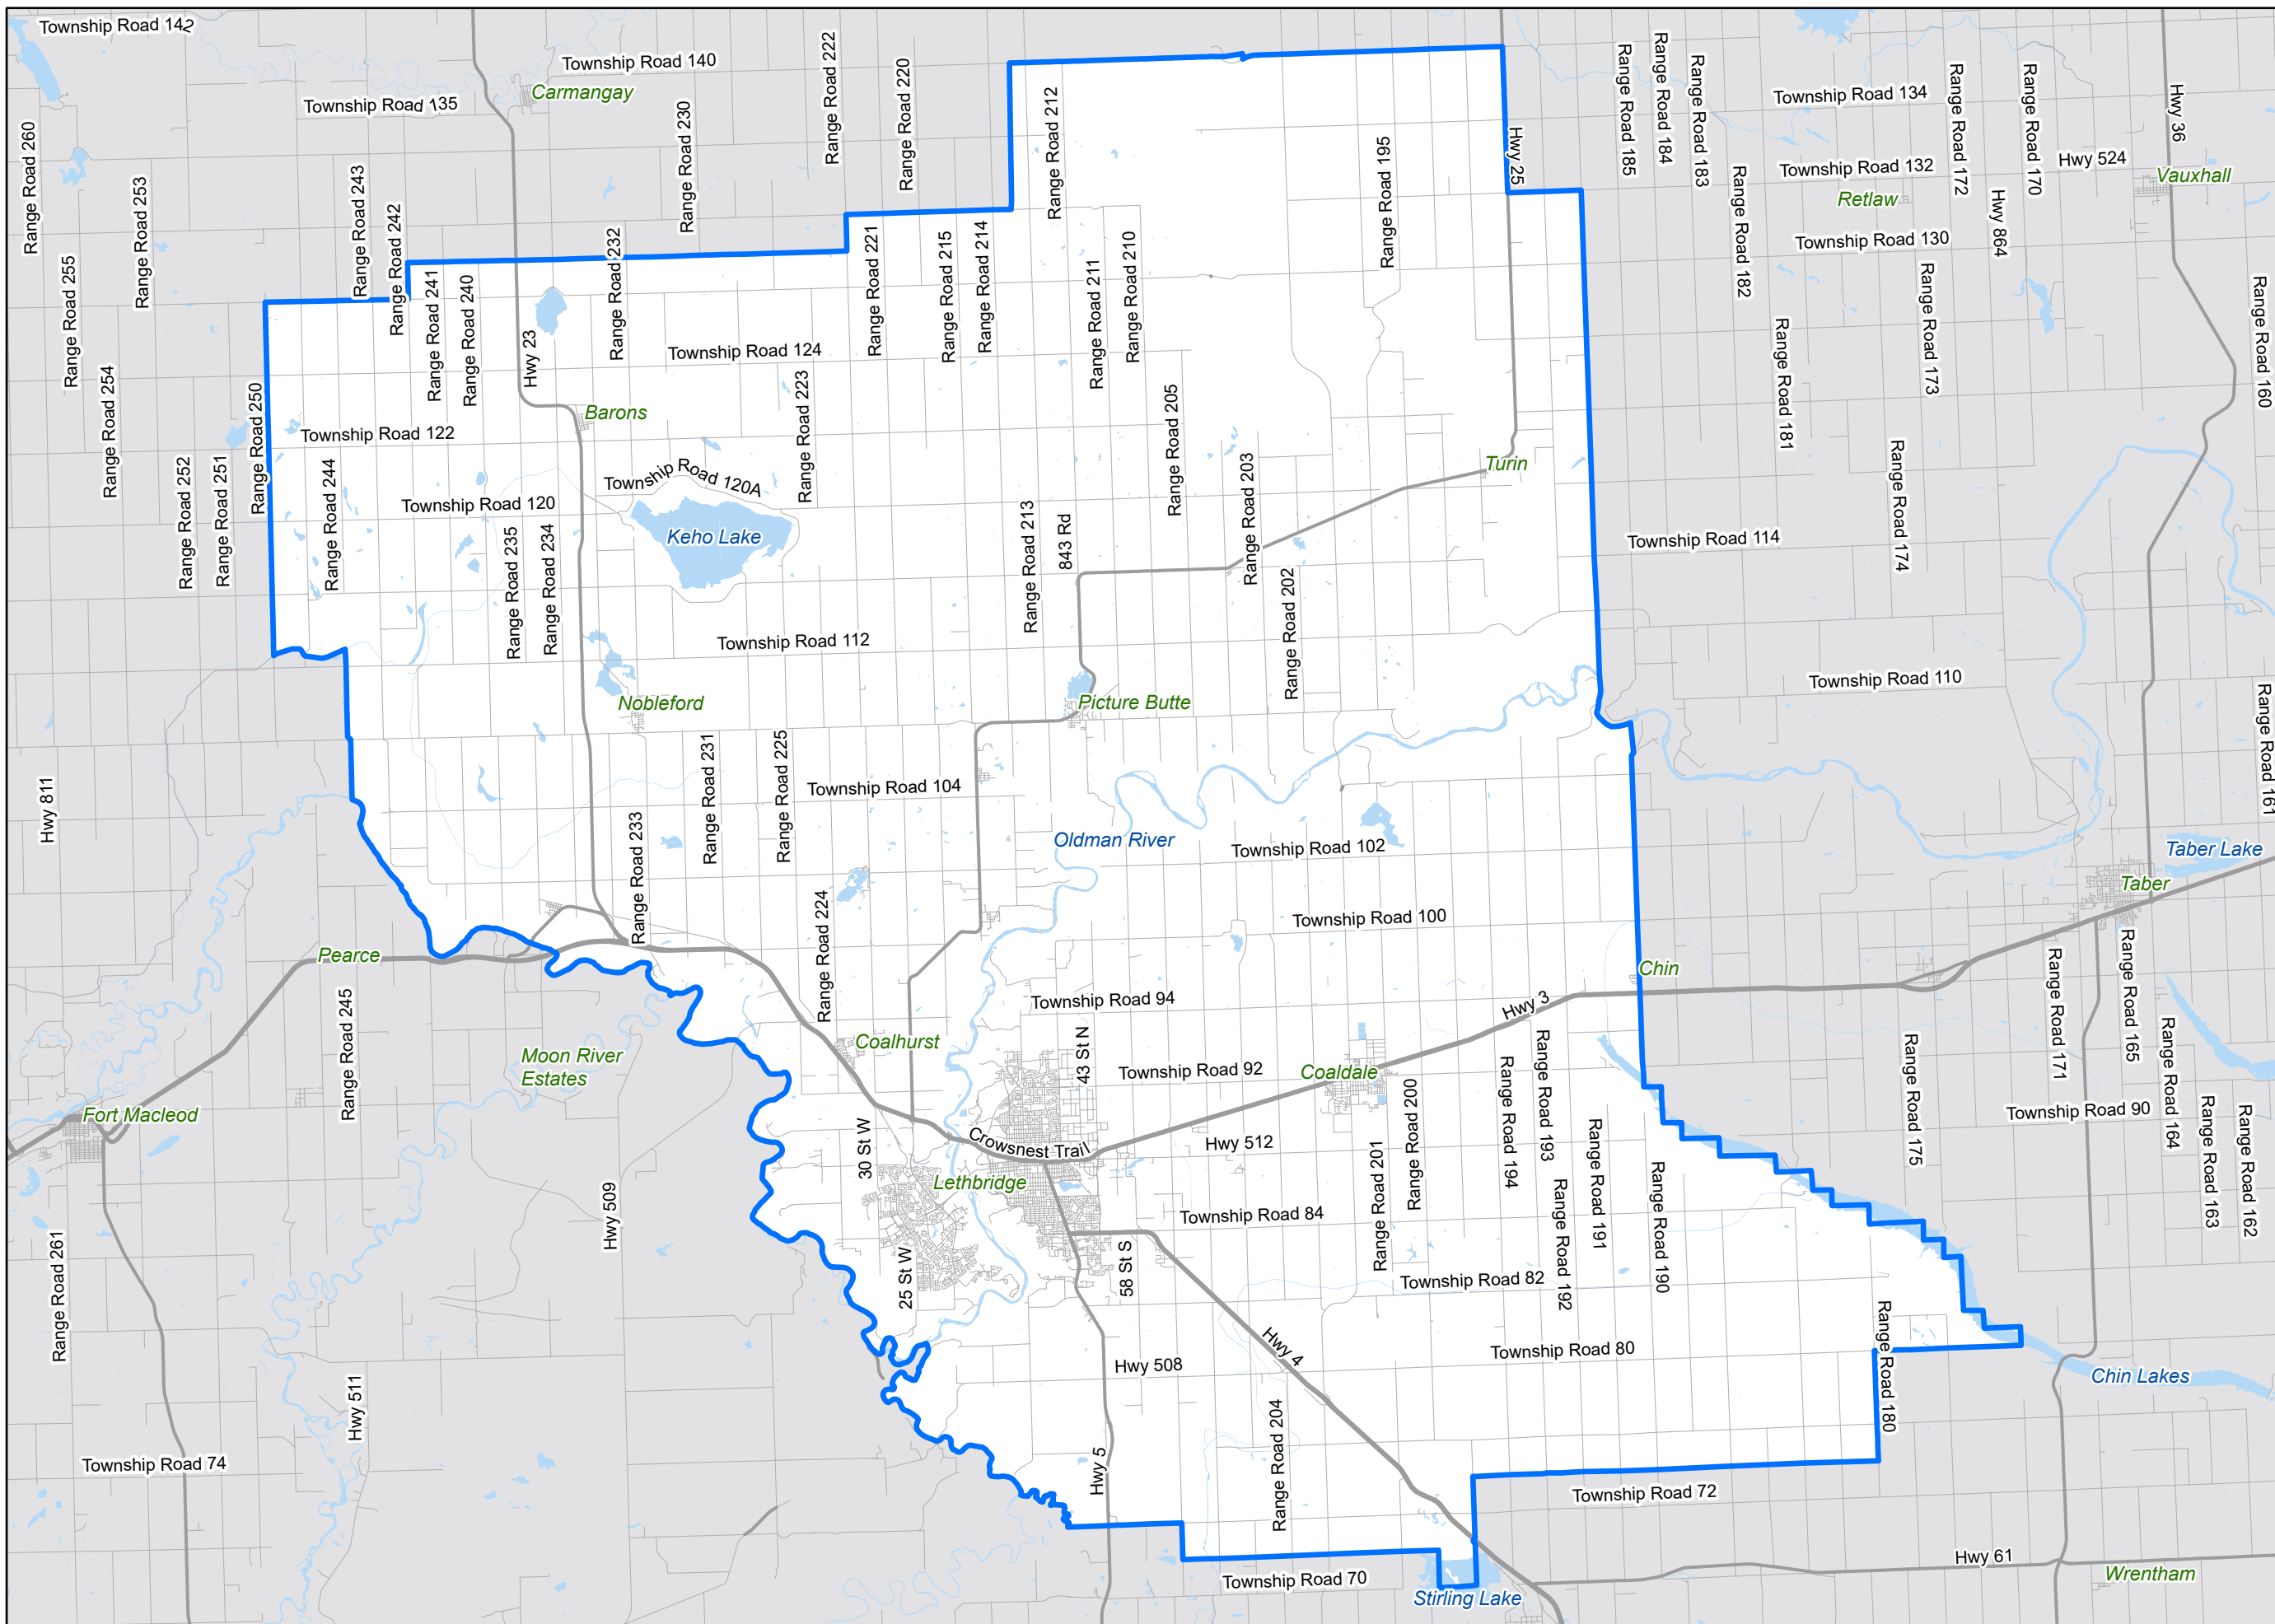 Township Road 142
Township Road 140
Carmangay
Township Road 135
Range Road 222
Range Road 220
Range Road 230
Range Road 212
Range Road 195
Hwy 25
Range Road 185
Range Road 184
Range Road 183
Township Road 134
Range Road 172
Range Road 170
Hwy 36
Hwy 524
Vauxhall
Township Road 132
Retlaw
Hwy 864
Township Road 130
Range Road 182
Range Road 173
Range Road 160
Range Road 181
Range Road 174
Range Road 260
Range Road 253
Range Road 243
Range Road 242
Range Road 255
Range Road 254
Range Road 241
Range Road 240
Hwy 23
Range Road 232
Range Road 221
Range Road 215
Range Road 214
Range Road 211
Range Road 210
Township Road 124
Range Road 223
Range Road 250
Barons
Township Road 122
Range Road 252
Range Road 251
Range Road 244
Township Road 120A
Township Road 120
Keho Lake
Range Road 235
Range Road 234
Range Road 213
843 Rd
Range Road 205
Range Road 203
Range Road 202
Turin
Township Road 114
Township Road 112
Township Road 110
Range Road 161
Nobleford
Picture Butte
Range Road 231
Range Road 225
Township Road 104
Hwy 811
Range Road 233
Oldman River
Township Road 102
Taber Lake
Taber
Range Road 224
Township Road 100
Pearce
Chin
Range Road 245
Township Road 94
Hwy 3
Range Road 171
Range Road 165
Range Road 164
Range Road 163
Range Road 162
Range Road 175
Township Road 90
Moon River
Estates
Coalhurst
43 St N
Township Road 92
Coaldale
Range Road 200
Range Road 201
Range Road 194
Range Road 193
Range Road 191
Range Road 192
Range Road 190
Fort Macleod
Crowsnest Trail
Hwy 512
30 St W
Lethbridge
Township Road 84
Hwy 509
Range Road 261
25 St W
58 St S
Township Road 82
Range Road 180
Hwy 4
Hwy 508
Township Road 80
Chin Lakes
Hwy 511
Hwy 5
Range Road 204
Township Road 74
Township Road 72
Hwy 61
Wrentham
Township Road 70
Stirling Lake